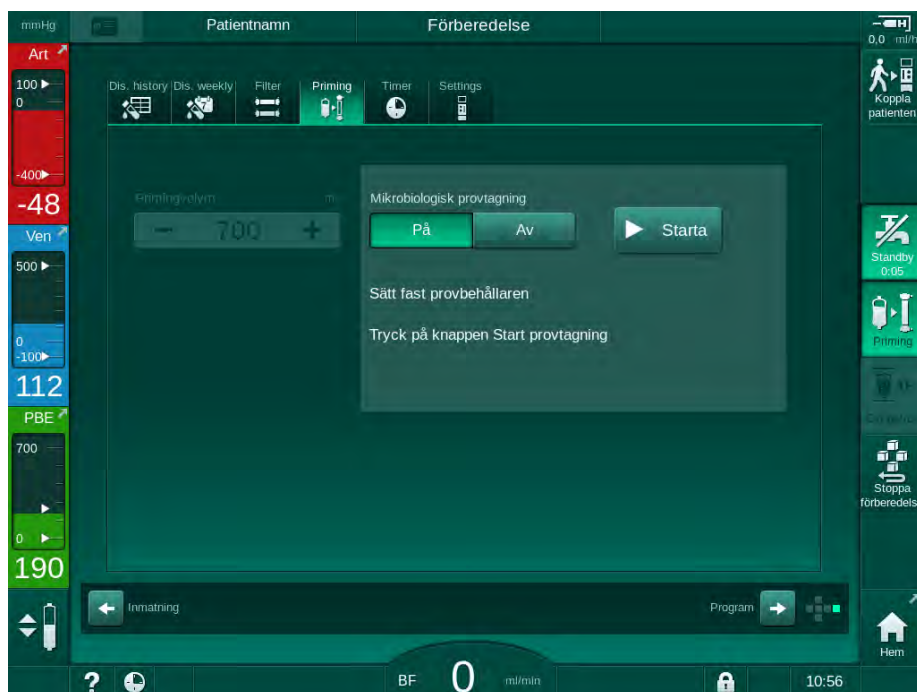 mmHg
Patientnamn
Förberedelse
0,0 ml/h
Art
100
0
-400
-48
Ven
500
0
-100
112
PBE
700
0
190
Dis. history
Dis. weekly
Filter
Priming
Timer
Settings
Primingvolym
ml
− 700 +
Mikrobiologisk provtagning
På
Av
Starta
Sätt fast provbehållaren
Tryck på knappen Start provtagning
Koppla
patienten
Standby
0:05
Priming
Stoppa
förberedels
Inmatning
Program
Hem
?
BF 0 ml/min
10:56